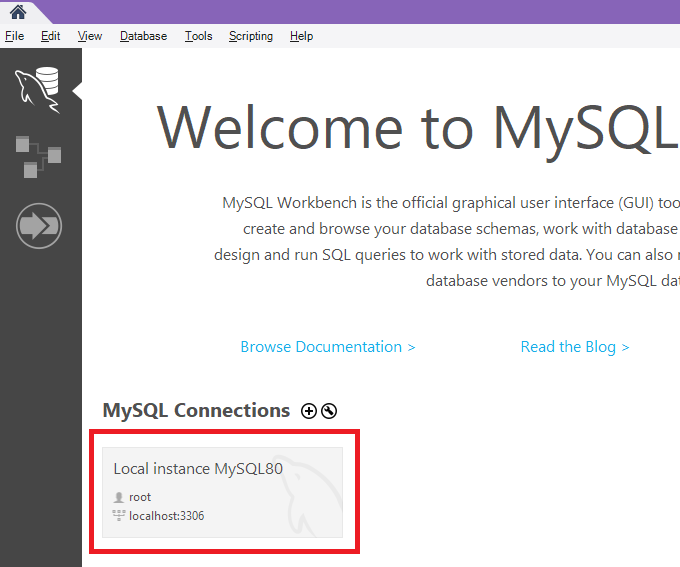 File Edit View Database Tools Scripting Help
Welcome to MySQL
MySQL Workbench is the official graphical user interface (GUI) too
create and browse your database schemas, work with database
design and run SQL queries to work with stored data. You can also
database vendors to your MySQL dat
Browse Documentation > Read the Blog >
MySQL Connections
Local instance MySQL80
root
localhost:3306